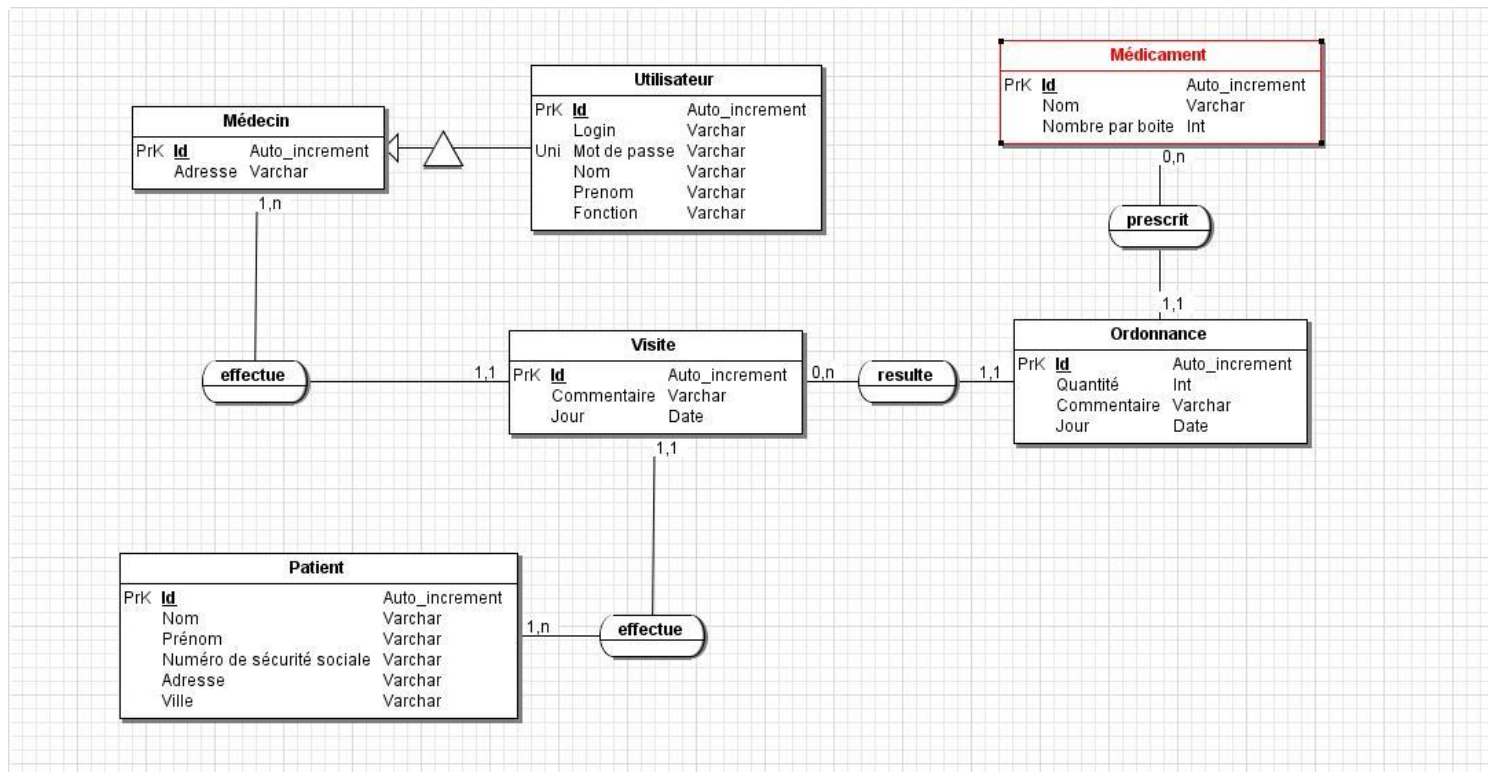 Médicament
PrK Id Auto_increment
Nom Varchar
Nombre par boite Int
0,n
prescrit
1,1
Utilisateur
PrK Id Auto_increment
Login Varchar
Uni Mot de passe Varchar
Nom Varchar
Prenom Varchar
Fonction Varchar
Médecin
PrK Id Auto_increment
Adresse Varchar
1,n
effectue
1,1
Visite
PrK Id Auto_increment
Commentaire Varchar
Jour Date
0,n
resulte
1,1
Ordonnance
PrK Id Auto_increment
Quantité Int
Commentaire Varchar
Jour Date
1,1
Patient
PrK Id Auto_increment
Nom Varchar
Prénom Varchar
Numéro de sécurité sociale Varchar
Adresse Varchar
Ville Varchar
1,n
effectue